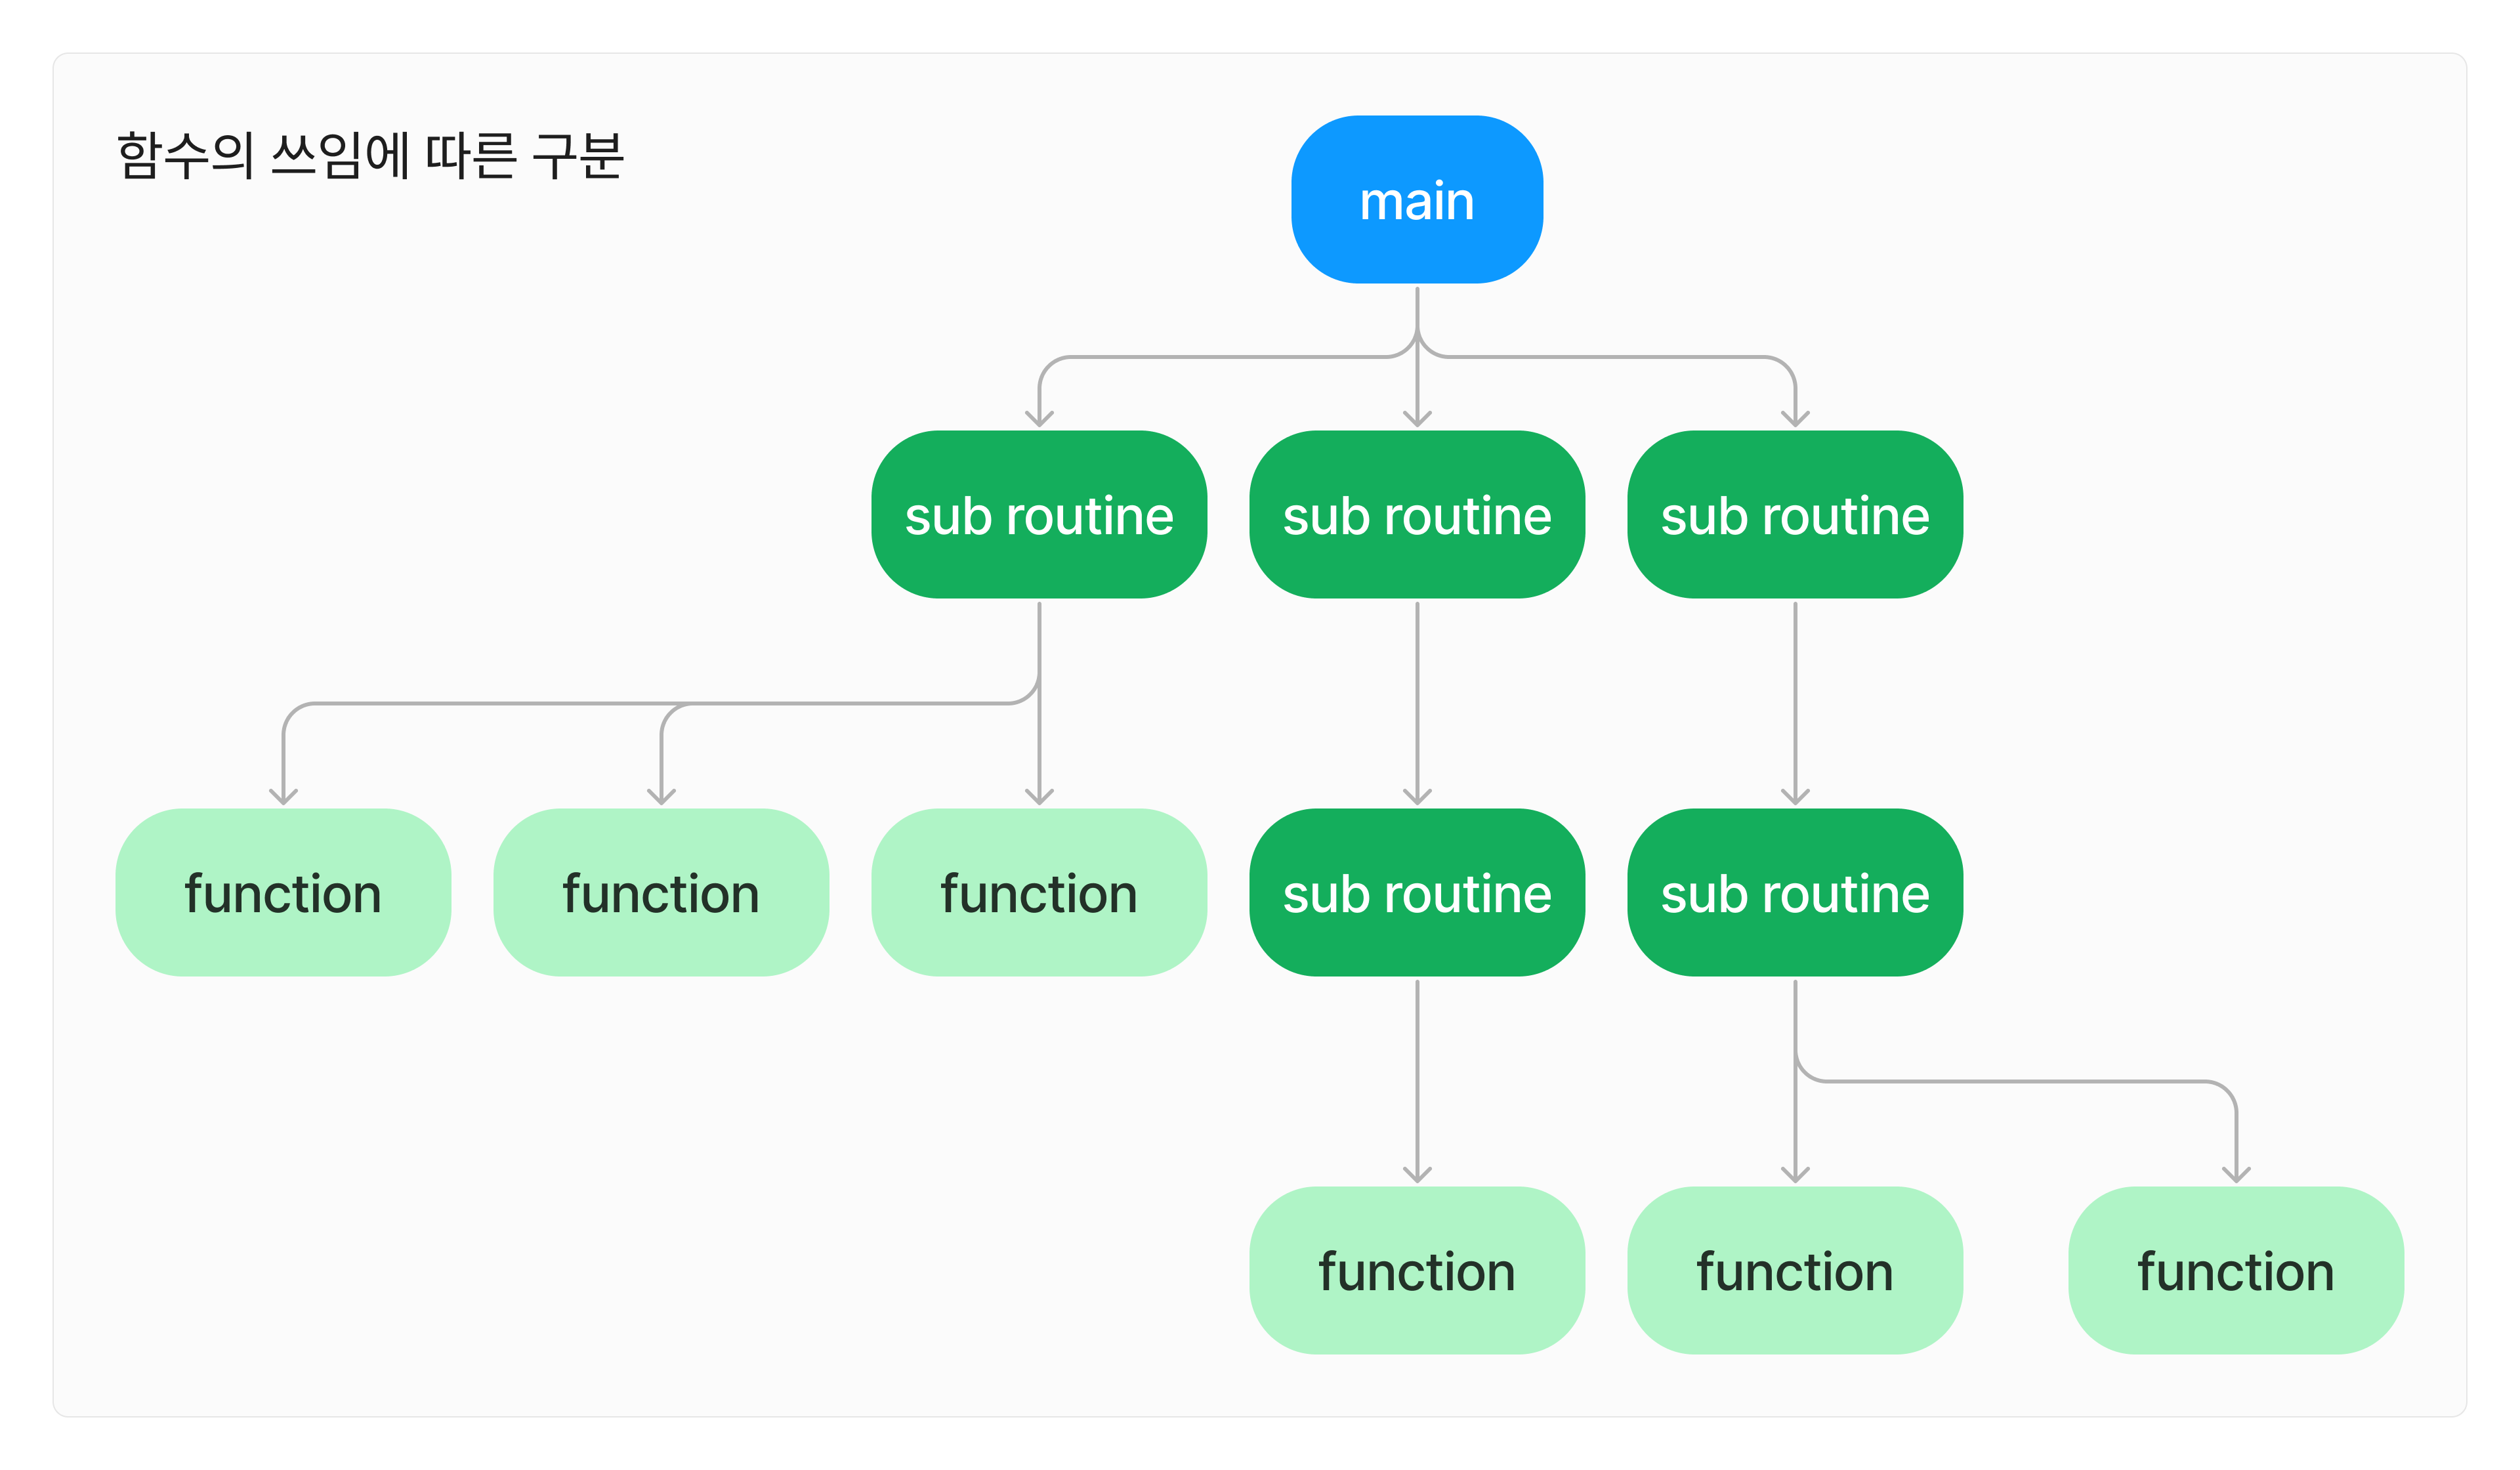 함수의 쓰임에 따른 구분
main
sub routine
sub routine
sub routine
function
function
function
sub routine
sub routine
function
function
function